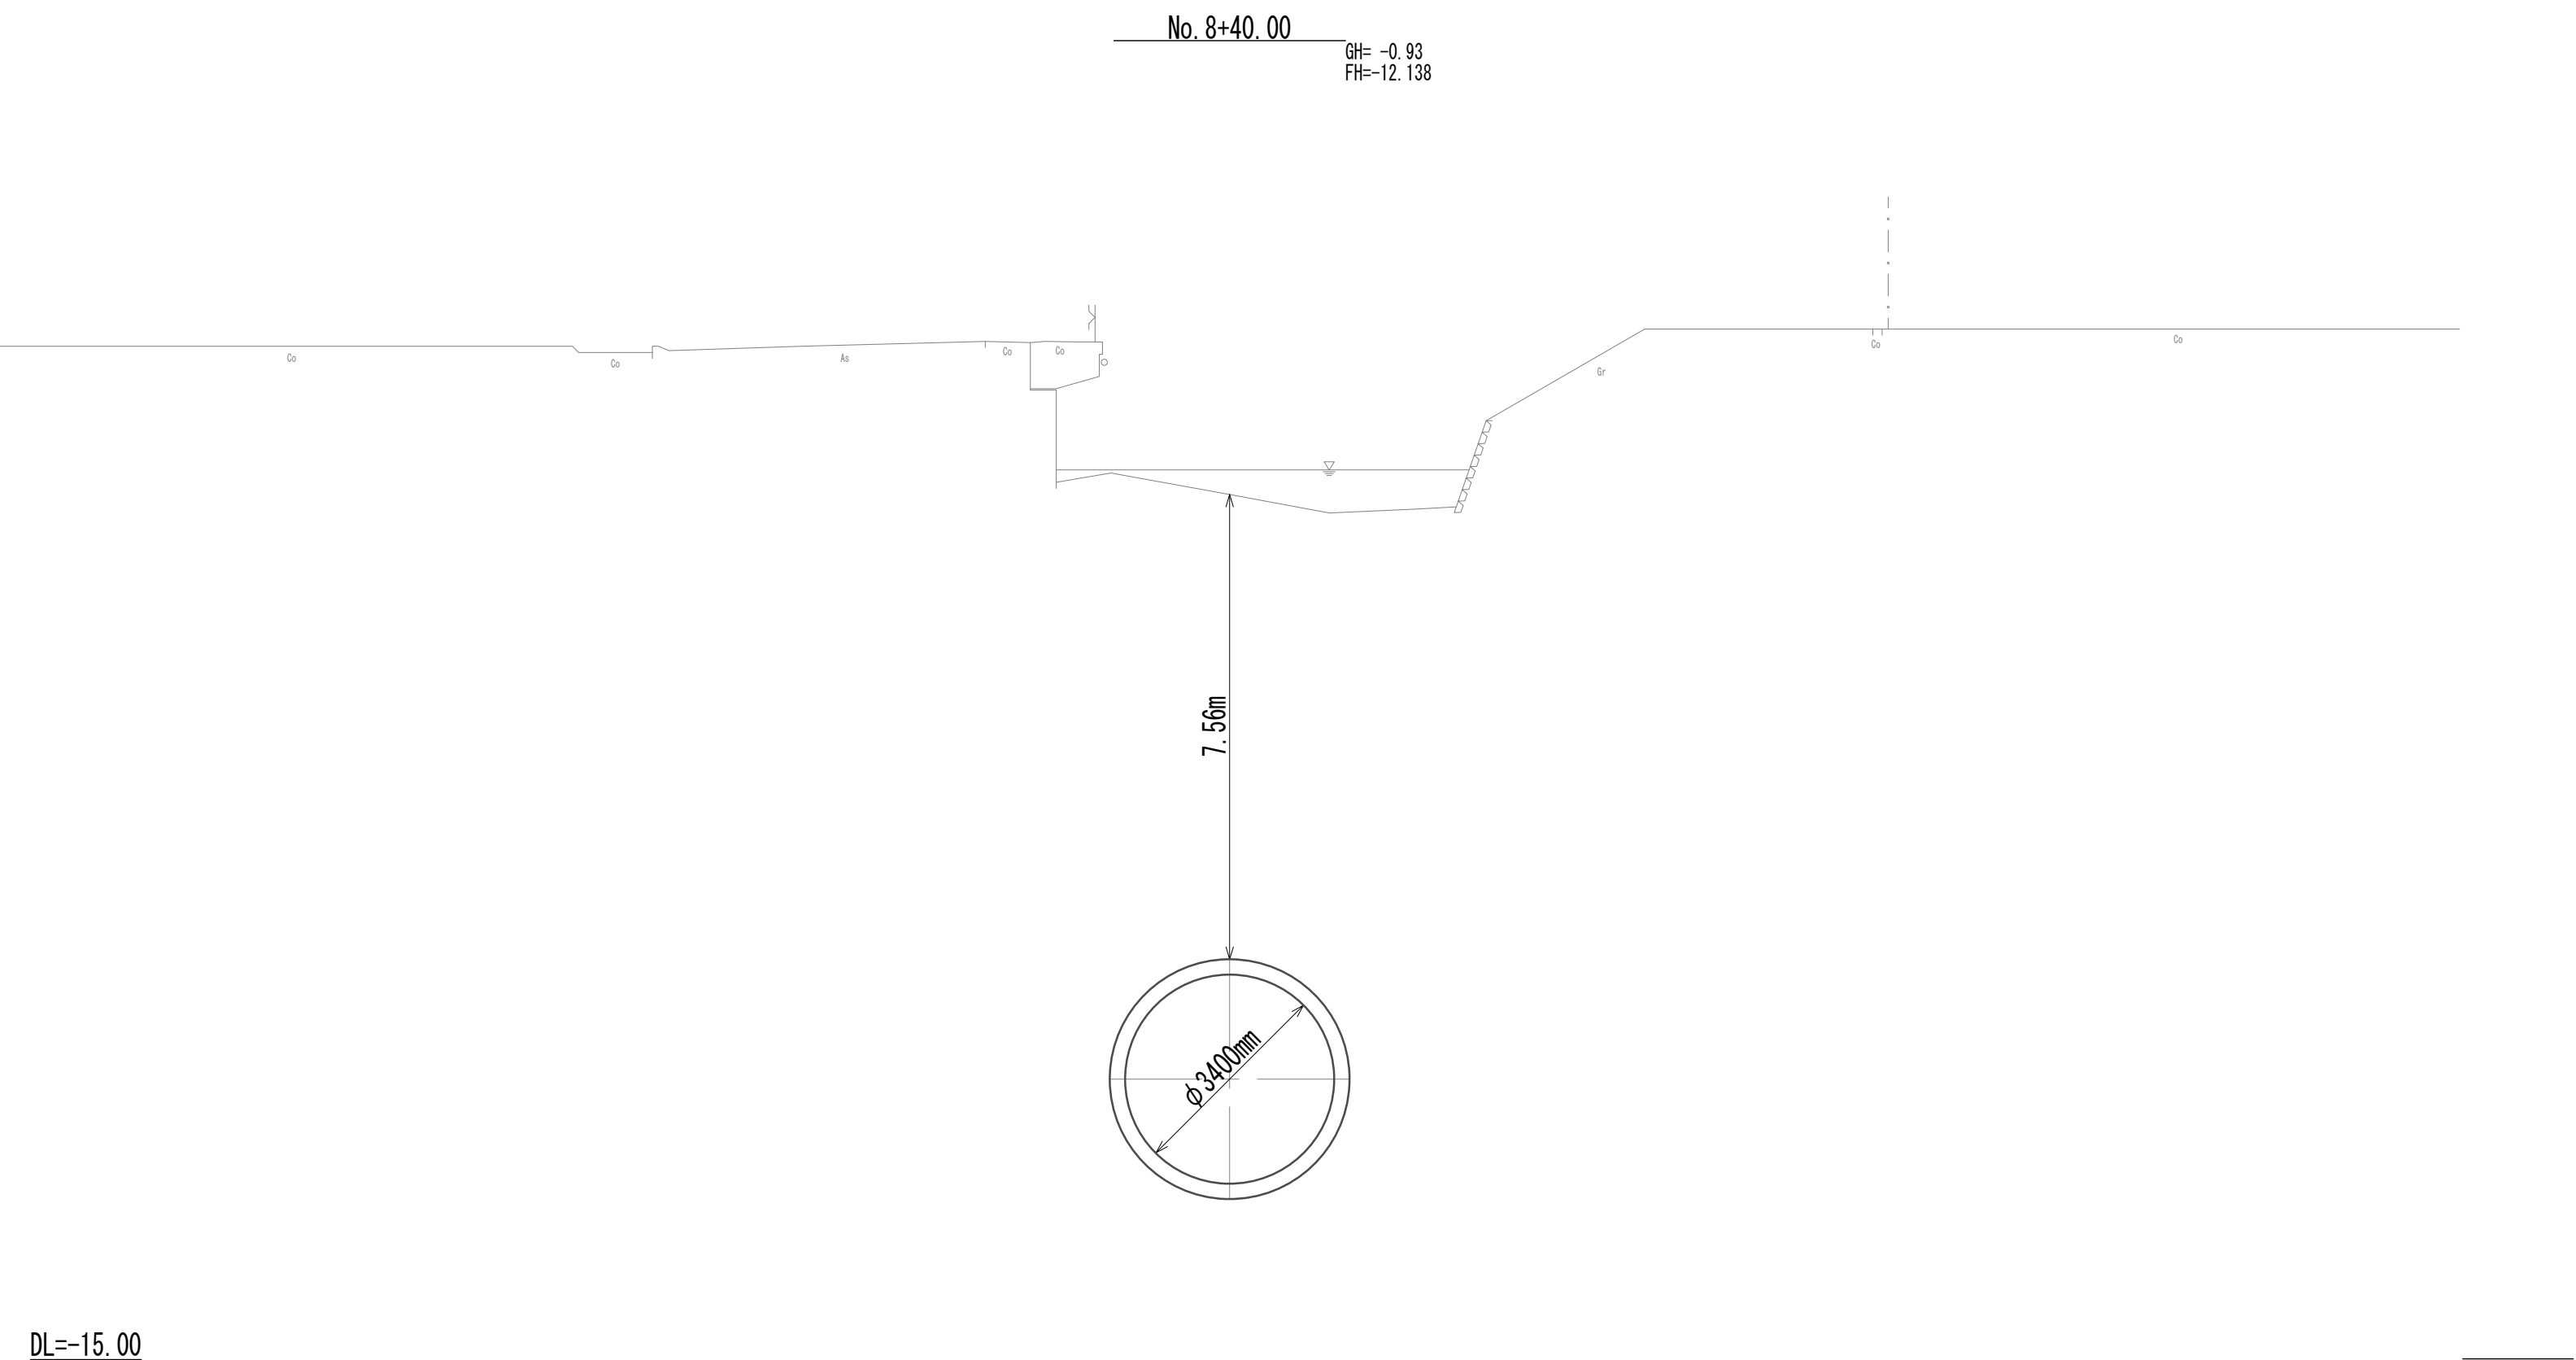 No.8+40.00
GH= -0.93
FH=-12.138
Co
Co
As
Co
Co
Gr
Co
Co
7.56m
φ3400mm
DL=-15.00